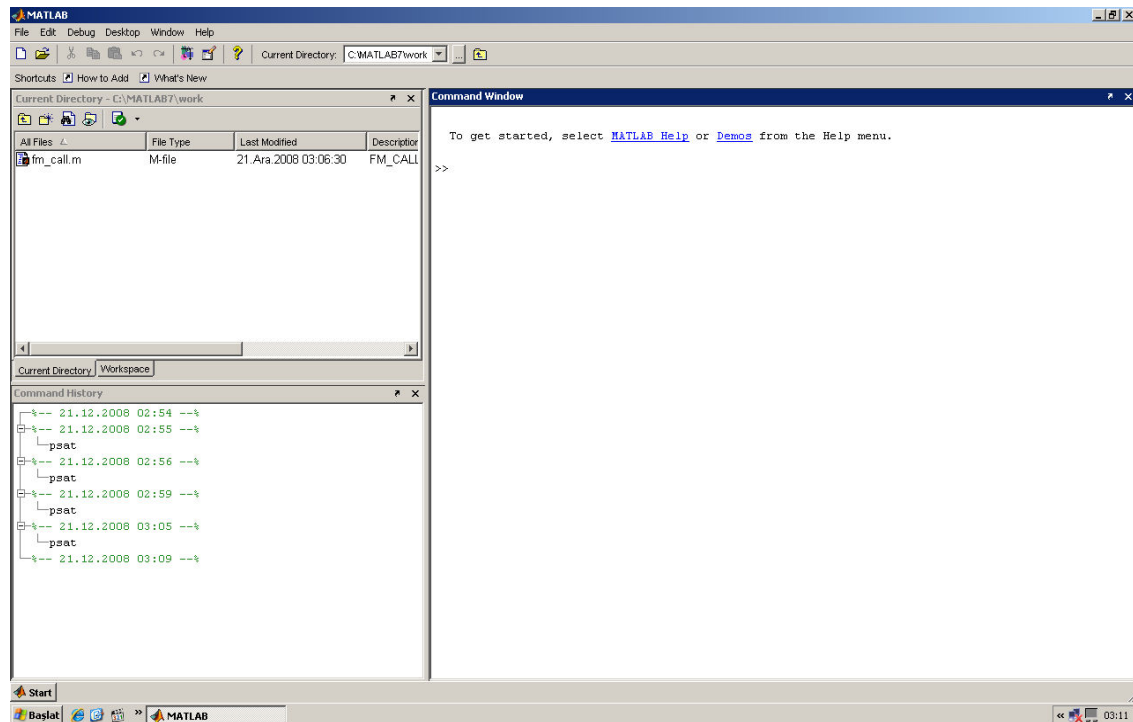 MATLAB
File Edit Debug Desktop Window Help
Current Directory: C:\MATLAB7\work ...
Shortcuts How to Add What's New
Current Directory - C:\MATLAB7\work
All Files File Type Last Modified Description
fm_call.m M-file 21.Ara.2008 03:06:30 FM_CALL
Current Directory Workspace
Command History
%-- 21.12.2008 02:54 --%
%-- 21.12.2008 02:55 --%
psat
%-- 21.12.2008 02:56 --%
psat
%-- 21.12.2008 02:59 --%
psat
%-- 21.12.2008 03:05 --%
psat
%-- 21.12.2008 03:09 --%
Command Window
To get started, select MATLAB Help or Demos from the Help menu.
>>
Start
Başlat » MATLAB « 03:11